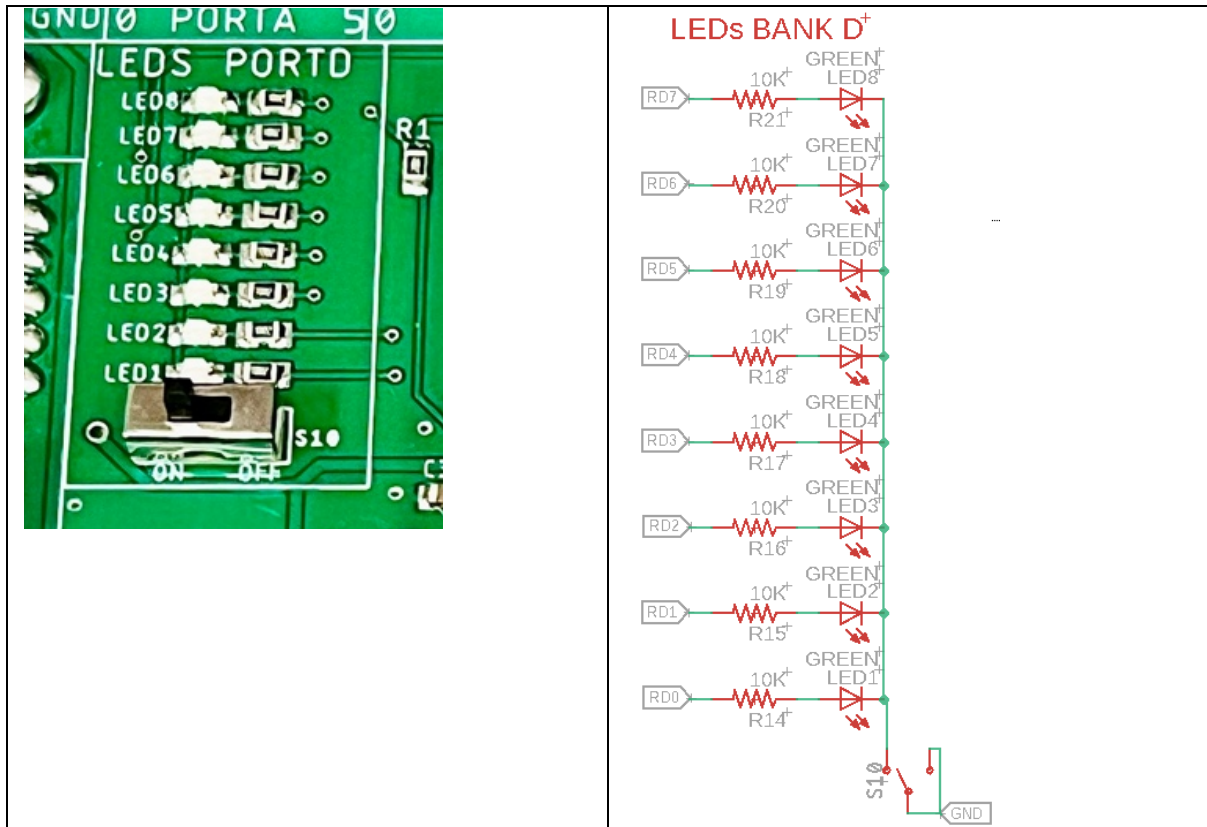 GND 0 PORTA 5 0
LEDS PORTD
LED8
LED7
LED6
LED5
LED4
LED3
LED2
LED1
R1
S10
ON OFF
LEDs BANK D
GREEN
LED8
10K
RD7
R21
GREEN
LED7
10K
RD6
R20
GREEN
LED6
10K
RD5
R19
GREEN
LED5
10K
RD4
R18
GREEN
LED4
10K
RD3
R17
GREEN
LED3
10K
RD2
R16
GREEN
LED2
10K
RD1
R15
GREEN
LED1
10K
RD0
R14
S10
GND